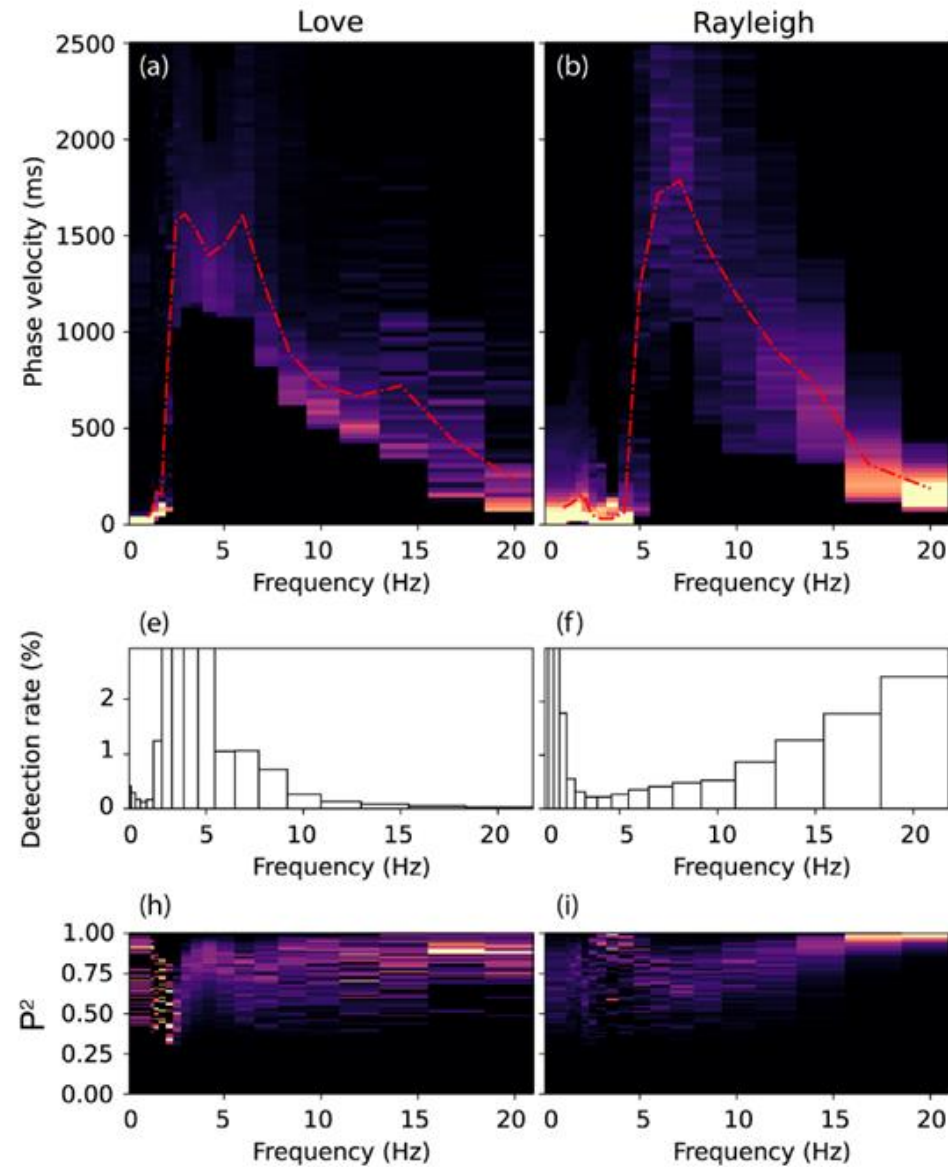 Love Rayleigh
2500
2000
1500
1000
500
0
Phase velocity (ms)
(a) (b)
0 5 10 15 20 0 5 10 15 20
Frequency (Hz) Frequency (Hz)
(e) (f)
2
1
0
Detection rate (%)
0 5 10 15 20 0 5 10 15 20
Frequency (Hz) Frequency (Hz)
(h) (i)
1.00
0.75
0.50
0.25
0.00
P²
0 5 10 15 20 0 5 10 15 20
Frequency (Hz) Frequency (Hz)